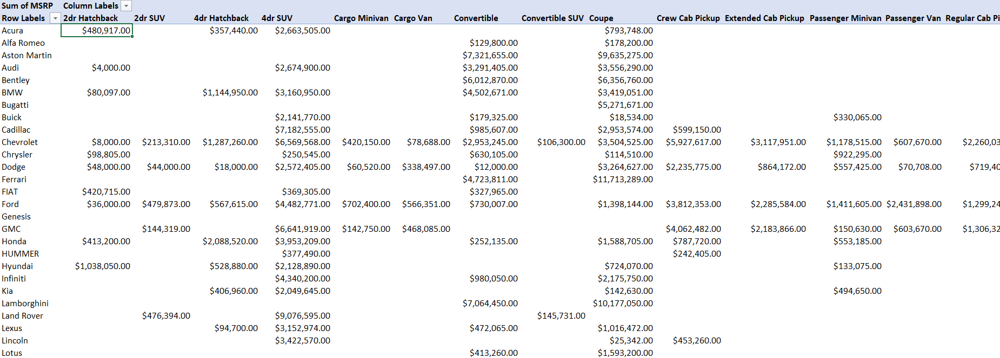 Sum of MSRP Column Labels
Row Labels 2dr Hatchback 2dr SUV 4dr Hatchback 4dr SUV Cargo Minivan Cargo Van Convertible Convertible SUV Coupe Crew Cab Pickup Extended Cab Pickup Passenger Minivan Passenger Van Regular Cab Pi
Acura $480,917.00 $357,440.00 $2,663,505.00 $793,748.00
Alfa Romeo $129,800.00 $178,200.00
Aston Martin $7,321,655.00 $9,635,275.00
Audi $4,000.00 $2,674,900.00 $3,291,405.00 $3,556,290.00
Bentley $6,012,870.00 $6,356,760.00
BMW $80,097.00 $1,144,950.00 $3,160,950.00 $4,502,671.00 $3,419,051.00
Bugatti $5,271,671.00
Buick $2,141,770.00 $179,325.00 $18,534.00 $330,065.00
Cadillac $7,182,555.00 $985,607.00 $2,953,574.00 $599,150.00
Chevrolet $8,000.00 $213,310.00 $1,287,260.00 $6,569,568.00 $420,150.00 $78,688.00 $2,953,245.00 $106,300.00 $3,504,525.00 $5,927,617.00 $3,117,951.00 $1,178,515.00 $607,670.00 $2,260,03
Chrysler $98,805.00 $250,545.00 $630,105.00 $114,510.00 $922,295.00
Dodge $48,000.00 $44,000.00 $18,000.00 $2,572,405.00 $60,520.00 $338,497.00 $12,000.00 $3,264,627.00 $2,235,775.00 $864,172.00 $557,425.00 $70,708.00 $719,40
Ferrari $4,723,811.00 $11,713,289.00
FIAT $420,715.00 $369,305.00 $327,965.00
Ford $36,000.00 $479,873.00 $567,615.00 $4,482,771.00 $702,400.00 $566,351.00 $730,007.00 $1,398,144.00 $3,812,353.00 $2,285,584.00 $1,411,605.00 $2,431,898.00 $1,299,24
Genesis
GMC $144,319.00 $6,641,919.00 $142,750.00 $468,085.00 $4,062,482.00 $2,183,866.00 $150,630.00 $603,670.00 $1,306,32
Honda $413,200.00 $2,088,520.00 $3,953,209.00 $252,135.00 $1,588,705.00 $787,720.00 $553,185.00
HUMMER $377,490.00 $242,405.00
Hyundai $1,038,050.00 $528,880.00 $2,128,890.00 $724,070.00 $133,075.00
Infiniti $4,340,200.00 $980,050.00 $2,175,750.00
Kia $406,960.00 $2,049,645.00 $142,630.00 $494,650.00
Lamborghini $7,064,450.00 $10,177,050.00
Land Rover $476,394.00 $9,076,595.00 $145,731.00
Lexus $94,700.00 $3,152,974.00 $472,065.00 $1,016,472.00
Lincoln $3,422,570.00 $25,342.00 $453,260.00
Lotus $413,260.00 $1,593,200.00